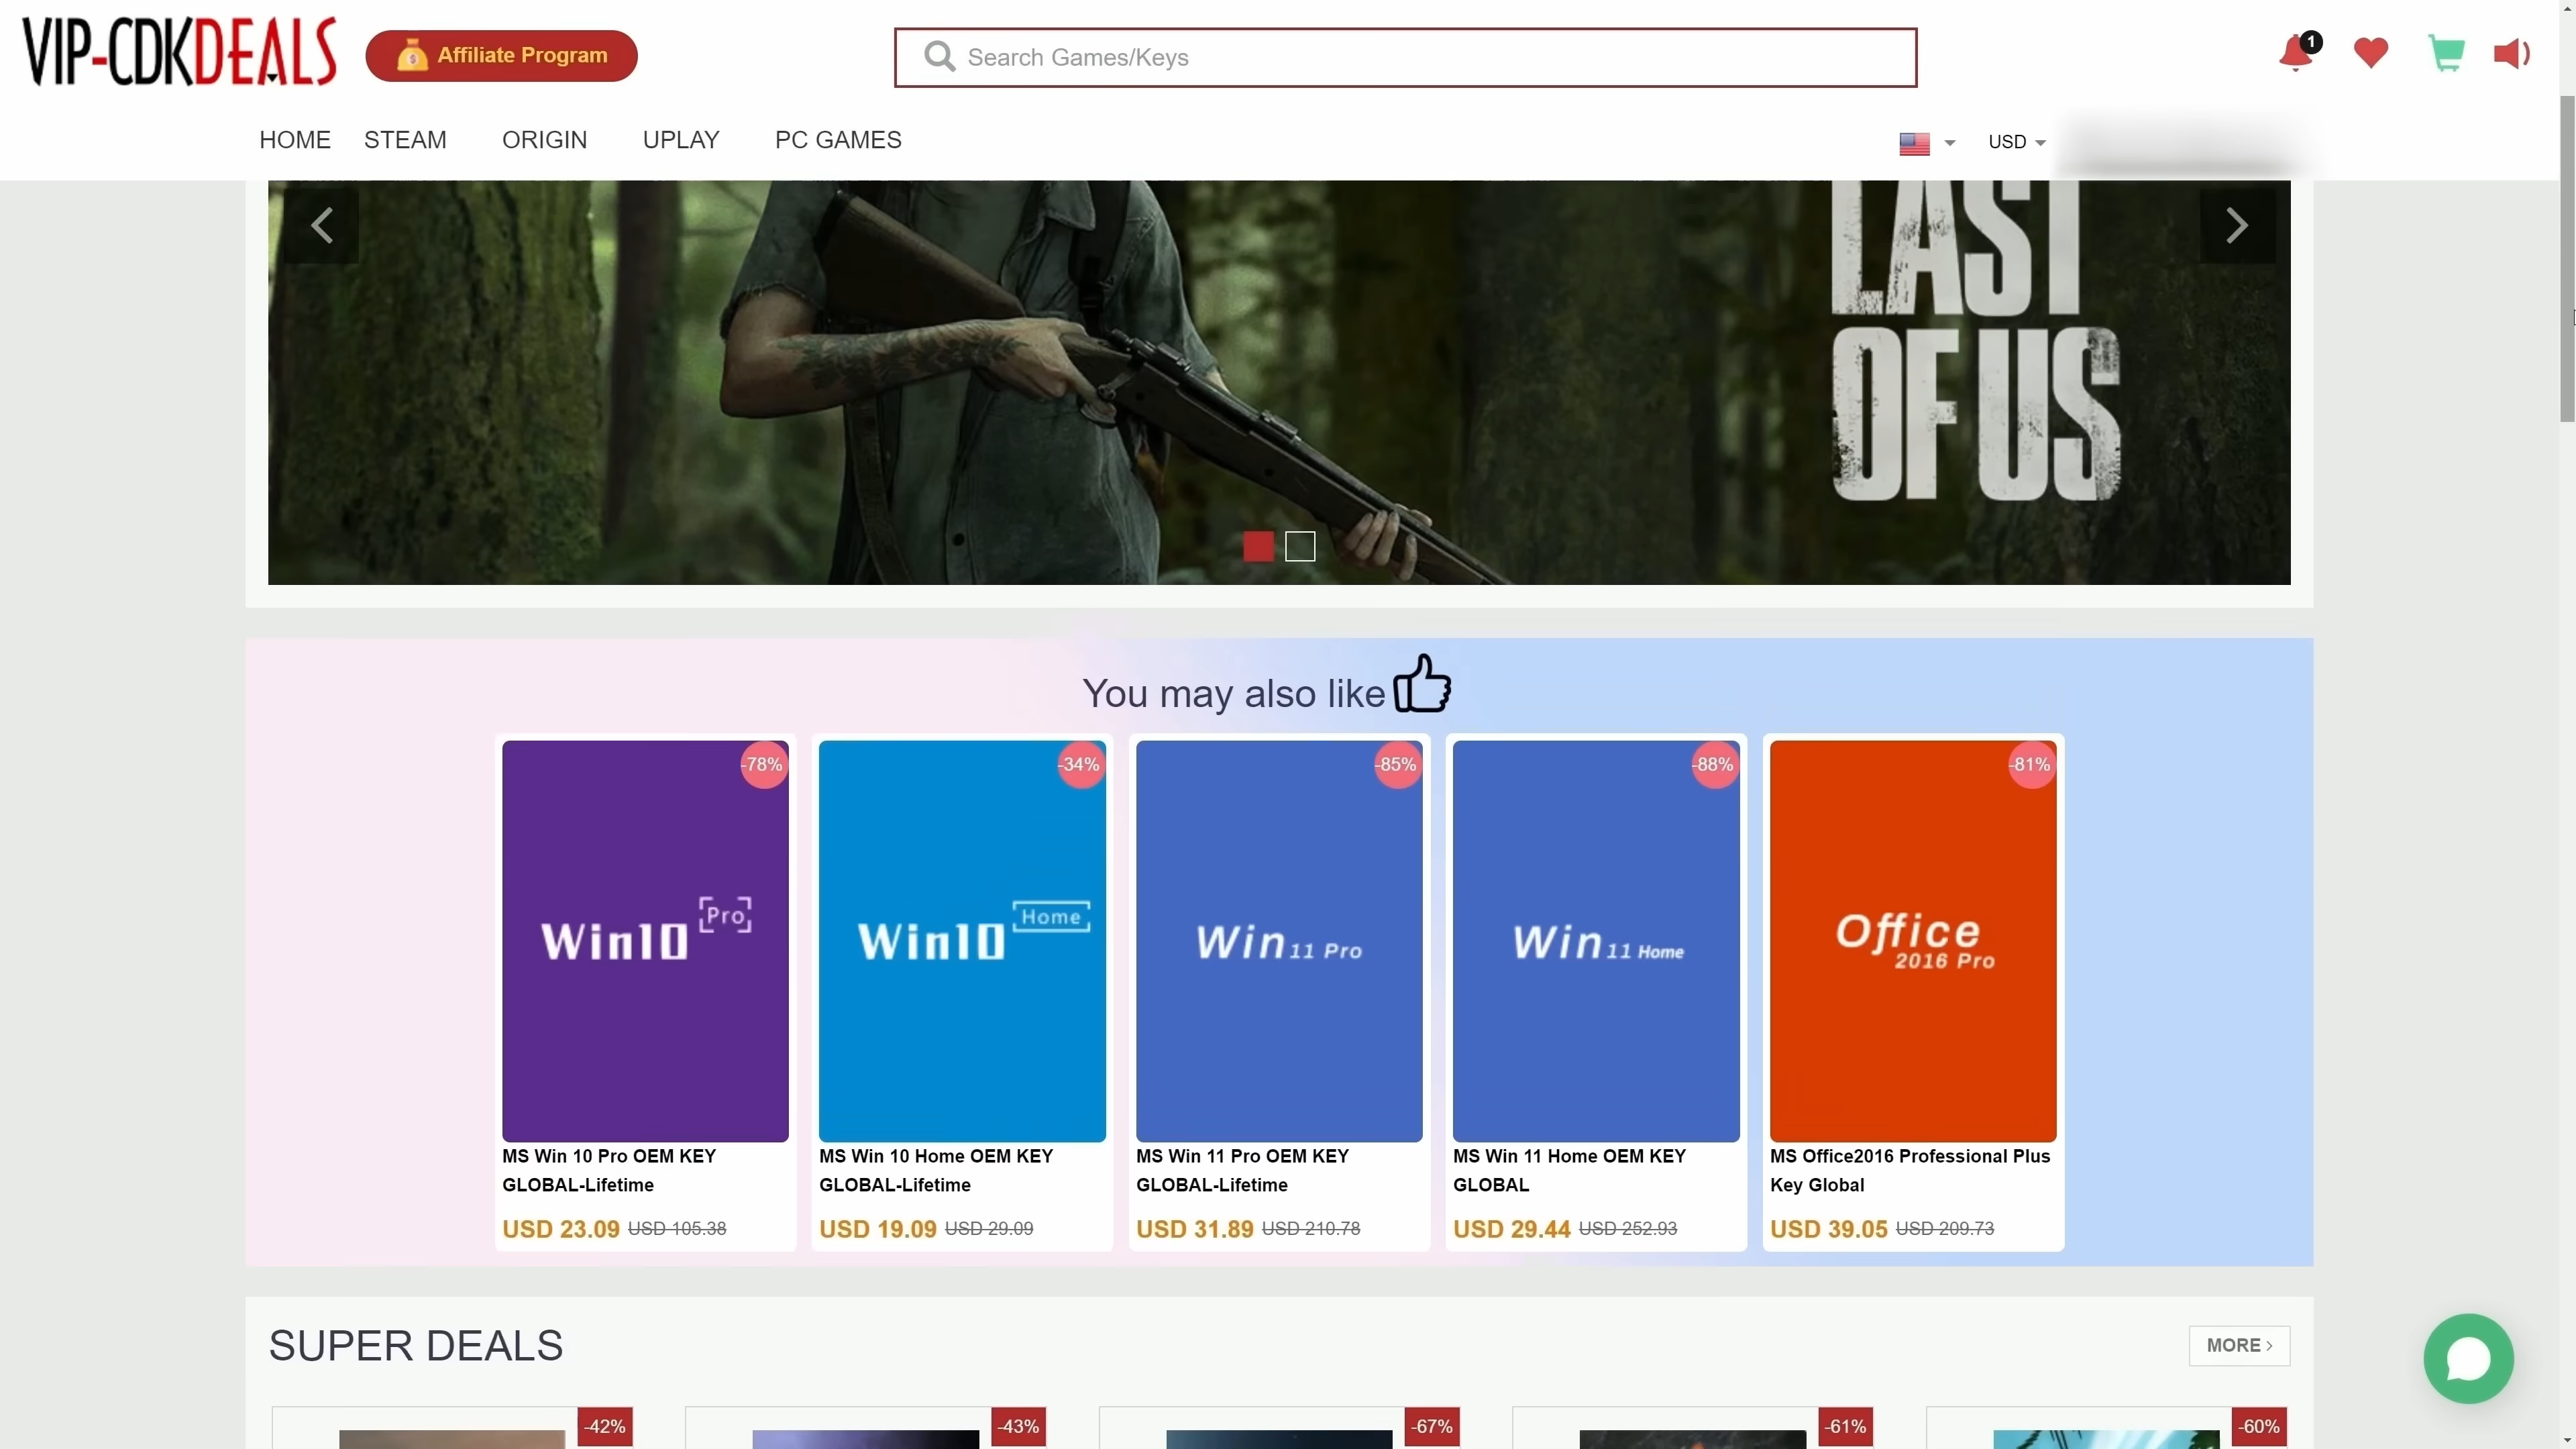 VIP-CDKDEALS
Affiliate Program
Search Games/Keys
1
HOME STEAM ORIGIN UPLAY PC GAMES
USD
LAST
OF US
You may also like
-78%
-34%
-85%
-88%
-81%
Win10 Pro
Win10 Home
Win 11 Pro
Win 11 Home
Office
2016 Pro
MS Win 10 Pro OEM KEY
GLOBAL-Lifetime
USD 23.09 USD 105.38
MS Win 10 Home OEM KEY
GLOBAL-Lifetime
USD 19.09 USD 29.09
MS Win 11 Pro OEM KEY
GLOBAL-Lifetime
USD 31.89 USD 210.78
MS Win 11 Home OEM KEY
GLOBAL
USD 29.44 USD 252.93
MS Office2016 Professional Plus
Key Global
USD 39.05 USD 209.73
SUPER DEALS
MORE >
-42%
-43%
-67%
-61%
-60%